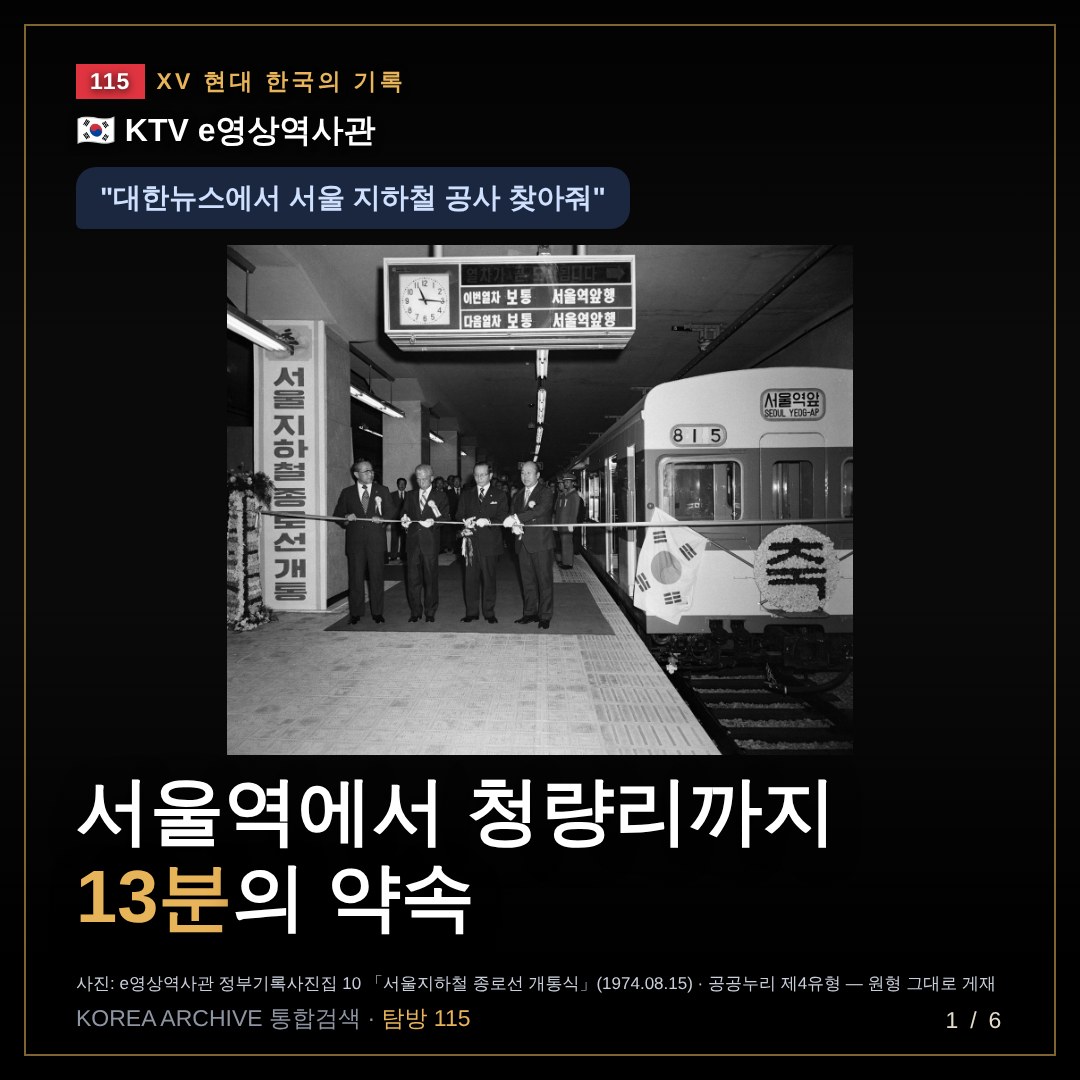 115 XV 현대 한국의 기록
🇰🇷 KTV e영상역사관
"대한뉴스에서 서울 지하철 공사 찾아줘"
이번열차 보통 서울역앞행
다음열차 보통 서울역앞행
축 서울지하철종로선개통
서울역앞
SEOUL YEOG-AP
815
축
서울역에서 청량리까지
13분의 약속
사진: e영상역사관 정부기록사진집 10 「서울지하철 종로선 개통식」(1974.08.15) · 공공누리 제4유형 — 원형 그대로 게재
KOREA ARCHIVE 통합검색 · 탐방 115
1 / 6